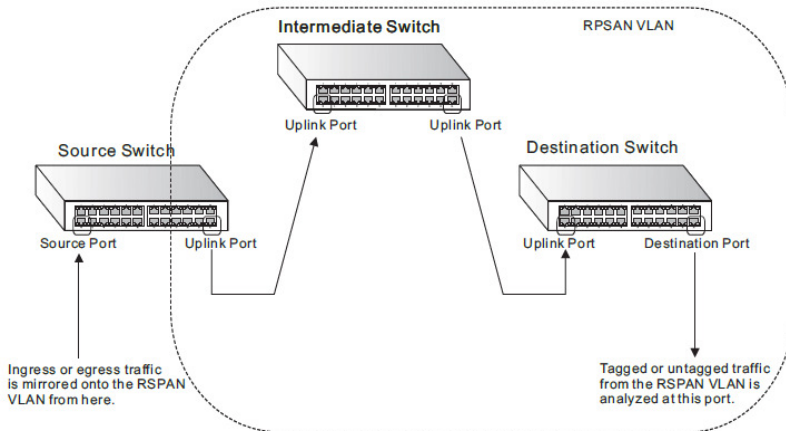 Intermediate Switch
RPSAN VLAN
Uplink Port
Uplink Port
Source Switch
Destination Switch
Source Port
Uplink Port
Uplink Port
Destination Port
Ingress or egress traffic
is mirrored onto the RSPAN
VLAN from here.
Tagged or untagged traffic
from the RSPAN VLAN is
analyzed at this port.